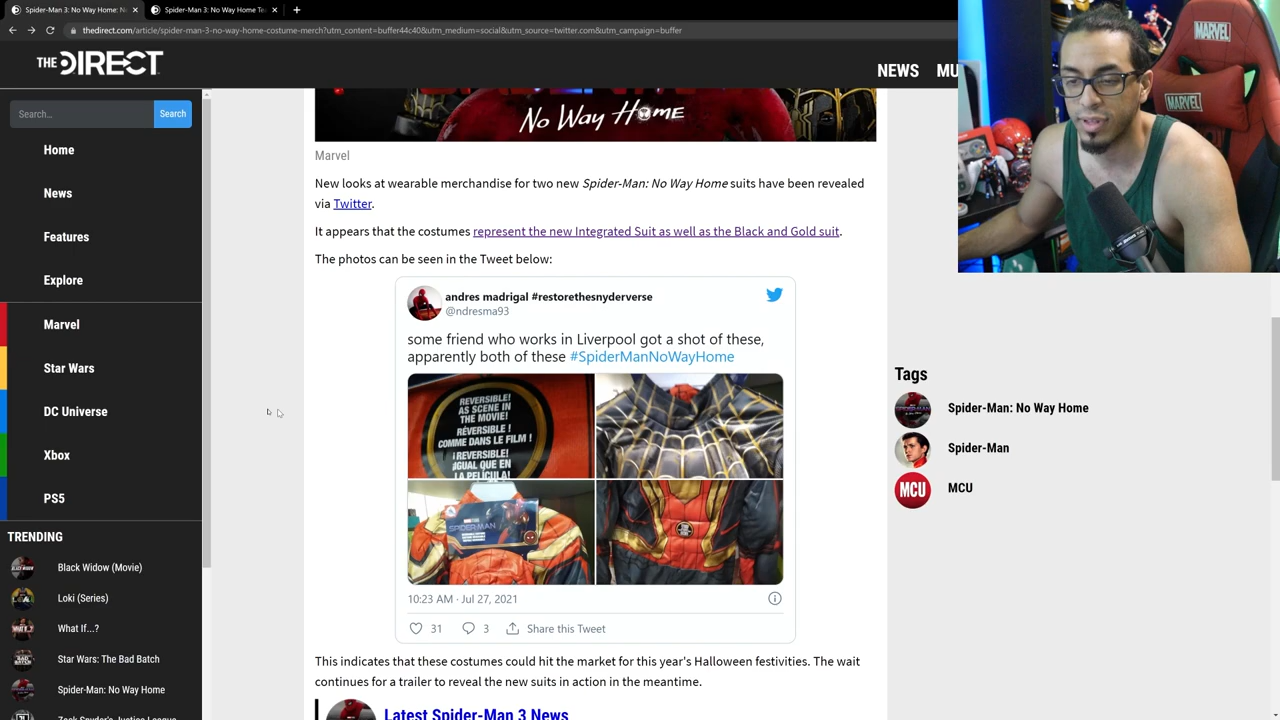 Spider-Man 3: No Way Home: N
Spider-Man 3: No Way Home Te
thedirect.com/article/spider-man-3-no-way-home-costume-merch?utm_content=buffer44c40&utm_medium=social&utm_source=twitter.com&utm_campaign=buffer
THE DIRECT
NEWS MU
Search...
Search
Home
News
Features
Explore
Marvel
Star Wars
DC Universe
Xbox
PS5
TRENDING
Black Widow (Movie)
Loki (Series)
What If...?
Star Wars: The Bad Batch
Spider-Man: No Way Home
Zack Snyder's Justice League
No Way Home
Marvel
New looks at wearable merchandise for two new Spider-Man: No Way Home suits have been revealed
via Twitter.
It appears that the costumes represent the new Integrated Suit as well as the Black and Gold suit.
The photos can be seen in the Tweet below:
andres madrigal #restorethesnyderverse
@ndresma93
some friend who works in Liverpool got a shot of these,
apparently both of these #SpiderManNoWayHome
REVERSIBLE!
AS SCENE IN
THE MOVIE!
RÉVERSIBLE !
COMME DANS LE FILM !
¡REVERSIBLE!
¡IGUAL QUE EN
LA PELÍCULA!
SPIDER-MAN
10:23 AM · Jul 27, 2021
31
3
Share this Tweet
This indicates that these costumes could hit the market for this year's Halloween festivities. The wait
continues for a trailer to reveal the new suits in action in the meantime.
Latest Spider-Man 3 News
Tags
Spider-Man: No Way Home
Spider-Man
MCU
MCU
MARVEL
MARVEL